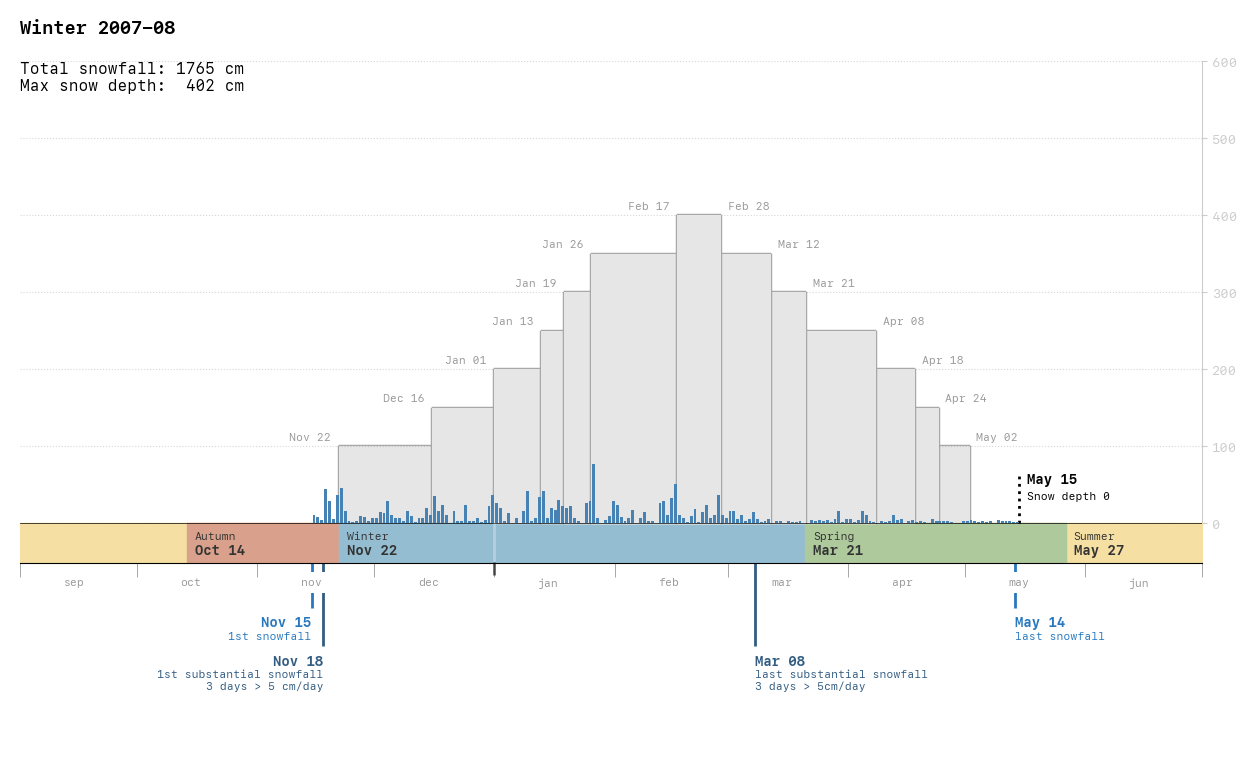 Winter 2007–08
Total snowfall: 1765 cm
Max snow depth:  402 cm
600
500
400
300
200
100
0
Feb 17
Feb 28
Jan 26
Mar 12
Jan 19
Mar 21
Jan 13
Apr 08
Jan 01
Apr 18
Dec 16
Apr 24
Nov 22
May 02
May 15
Snow depth 0
Autumn
Oct 14
Winter
Nov 22
Spring
Mar 21
Summer
May 27
sep oct nov dec jan feb mar apr may jun
Nov 15
1st snowfall
May 14
last snowfall
Nov 18
1st substantial snowfall
3 days > 5 cm/day
Mar 08
last substantial snowfall
3 days > 5cm/day